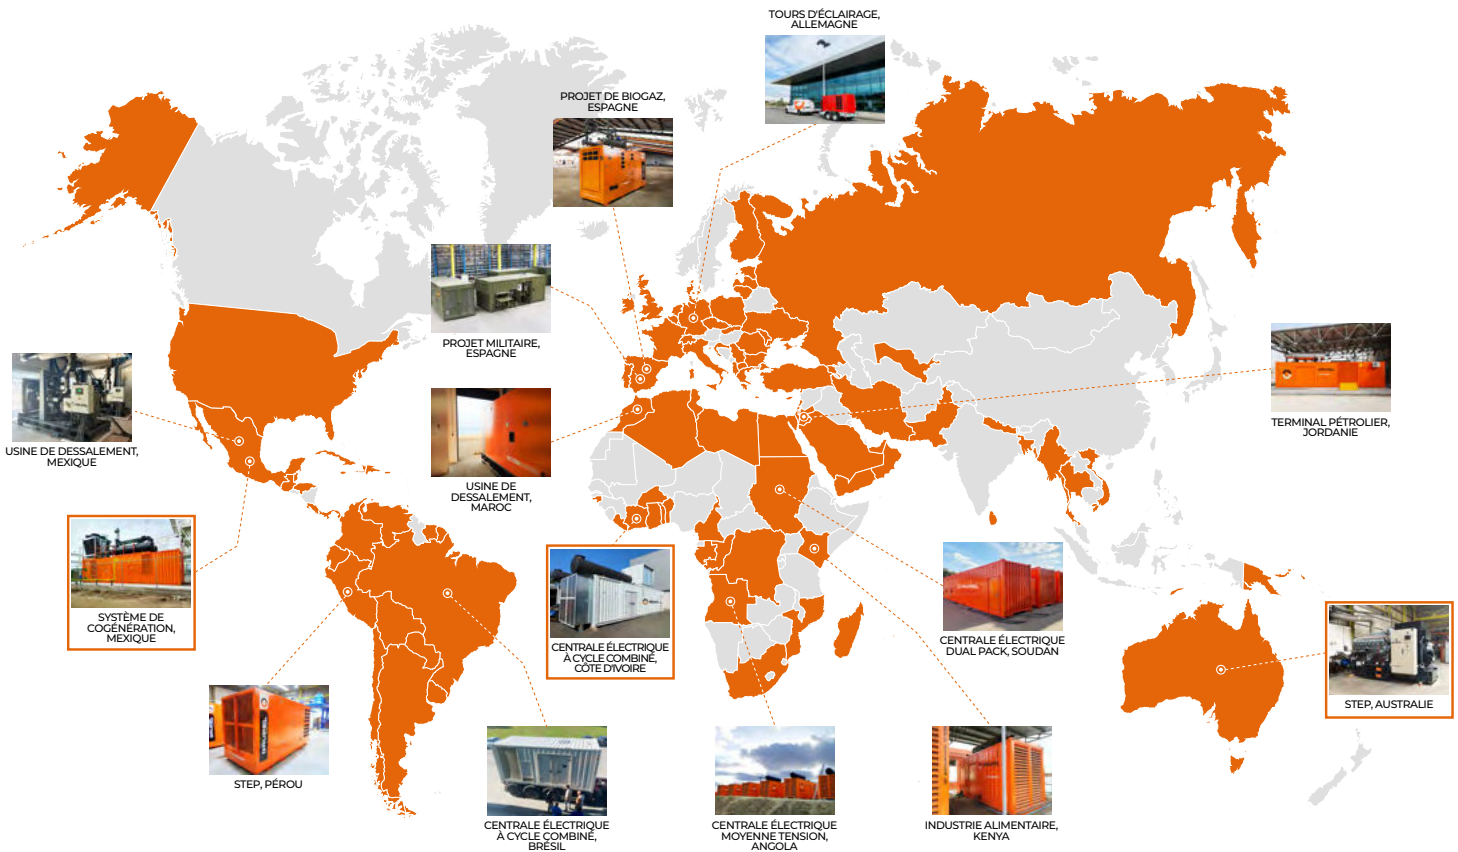 TOURS D'ÉCLAIRAGE,
ALLEMAGNE
PROJET DE BIOGAZ,
ESPAGNE
PROJET MILITAIRE,
ESPAGNE
USINE DE DESSALEMENT,
MEXIQUE
TERMINAL PÉTROLIER,
JORDANIE
USINE DE
DESSALEMENT,
MAROC
SYSTÈME DE
COGÉNÉRATION,
MEXIQUE
CENTRALE ÉLECTRIQUE
À CYCLE COMBINÉ,
CÔTE D'IVOIRE
CENTRALE ÉLECTRIQUE
DUAL PACK, SOUDAN
STEP, AUSTRALIE
STEP, PÉROU
CENTRALE ÉLECTRIQUE
À CYCLE COMBINÉ,
BRÉSIL
CENTRALE ÉLECTRIQUE
MOYENNE TENSION,
ANGOLA
INDUSTRIE ALIMENTAIRE,
KENYA